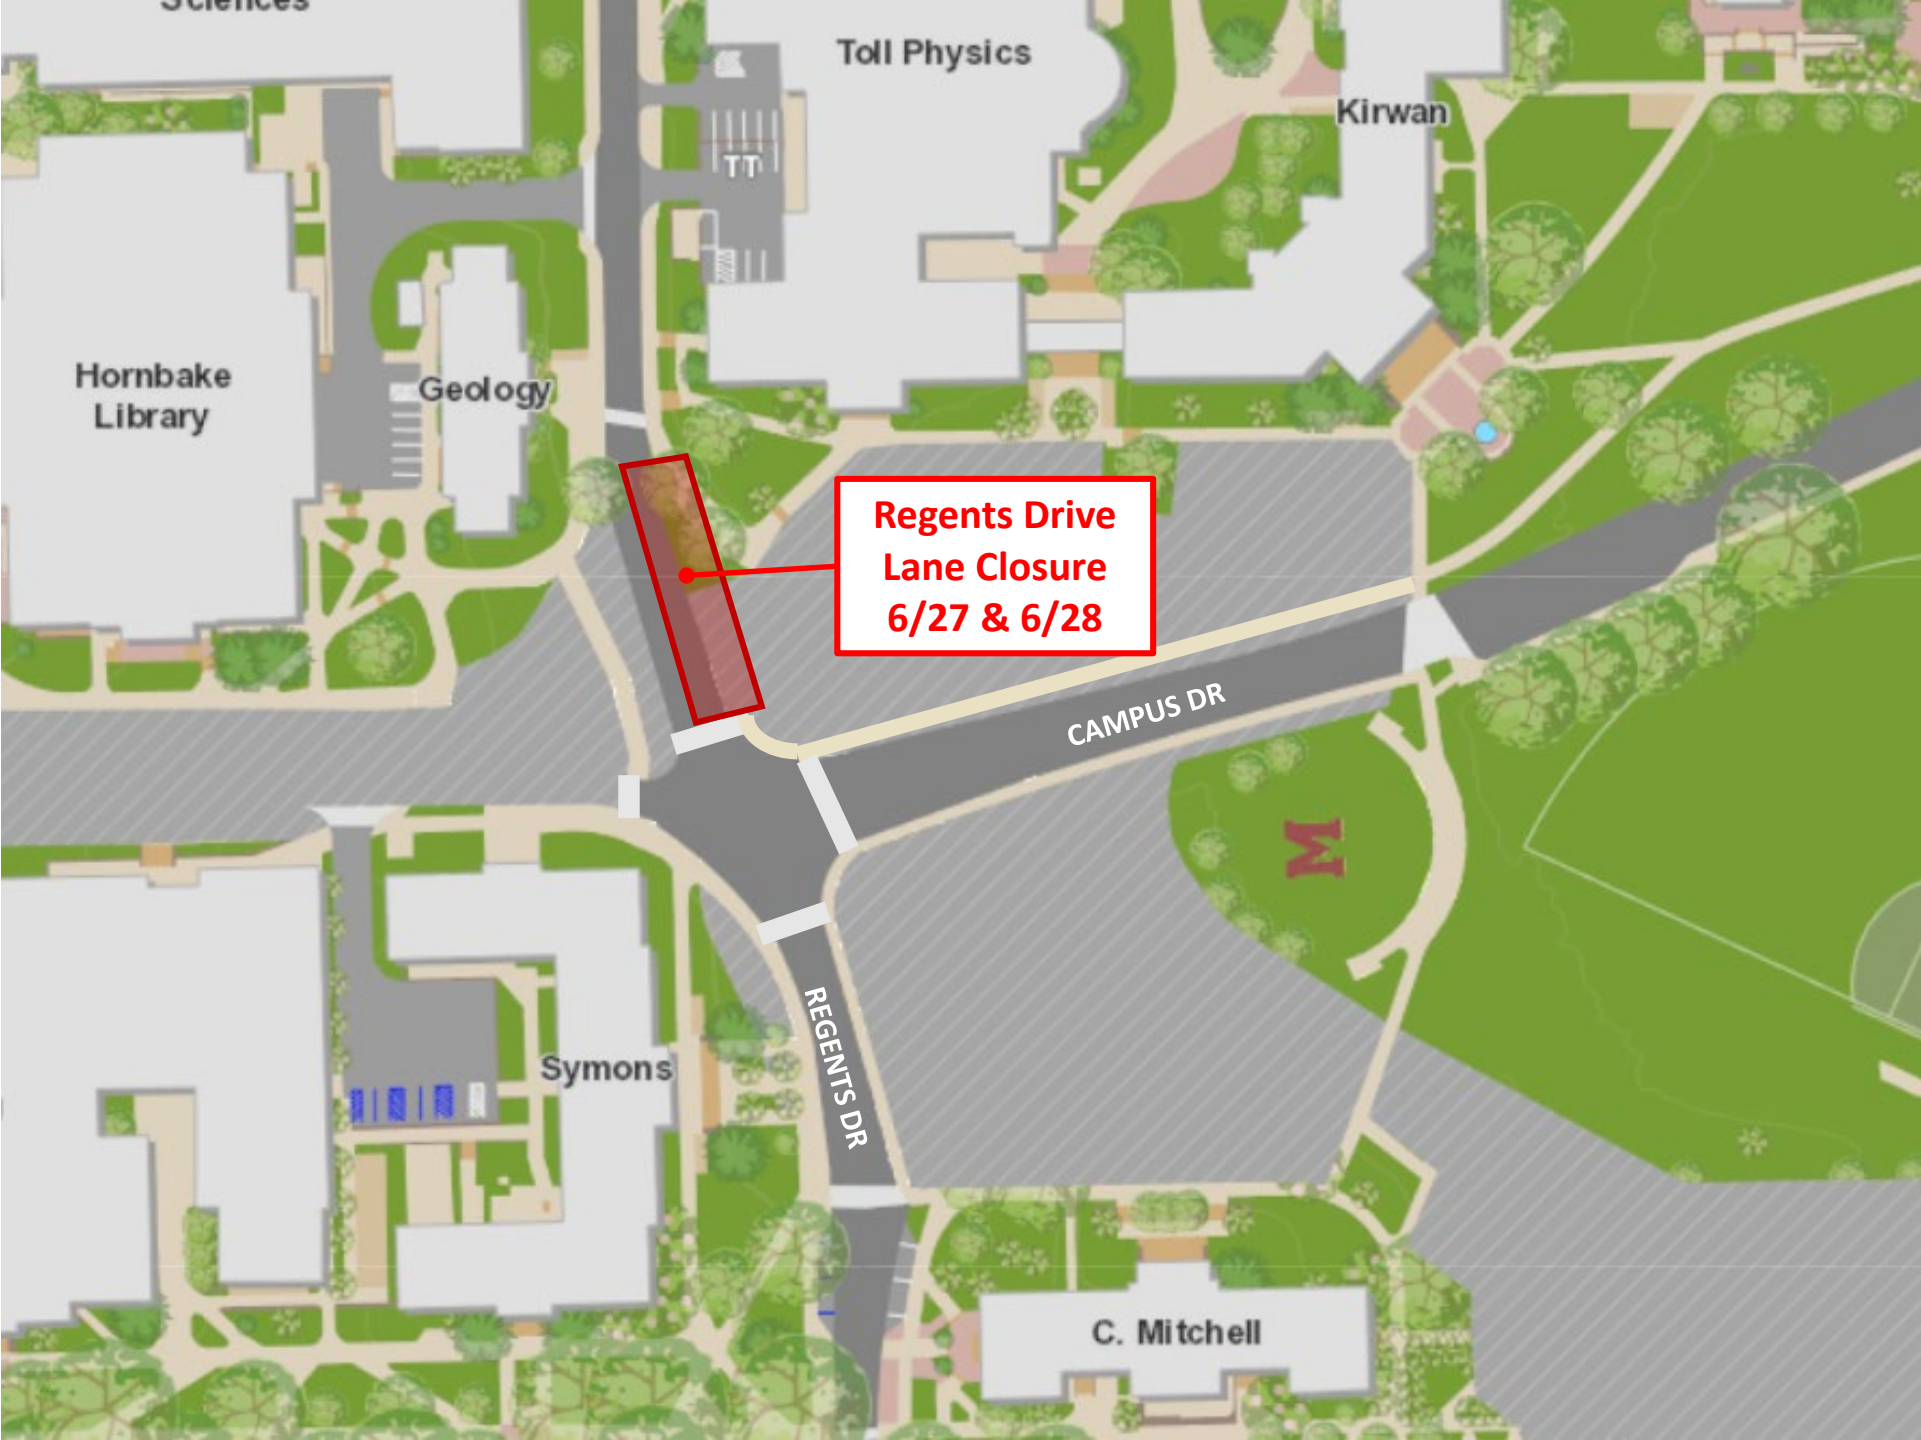 Sciences
Toll Physics
Kirwan
TT
Hornbake
Library
Geology
Regents Drive
Lane Closure
6/27 & 6/28
CAMPUS DR
M
REGENTS DR
Symons
C. Mitchell